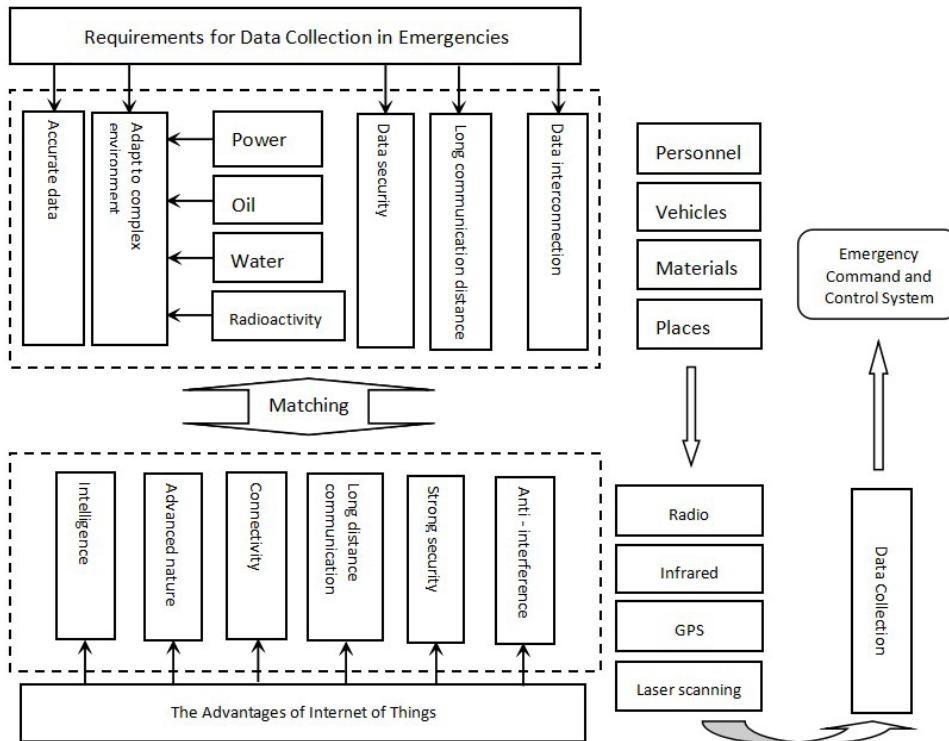 Requirements for Data Collection in Emergencies
Accurate data
Adapt to complex
environment
Power
Oil
Water
Radioactivity
Data security
Long communication distance
Data interconnection
Personnel
Vehicles
Materials
Places
Emergency
Command and
Control System
Matching
Intelligence
Advanced nature
Connectivity
Long distance
communication
Strong security
Anti - interference
Radio
Infrared
GPS
Laser scanning
Data Collection
The Advantages of Internet of Things